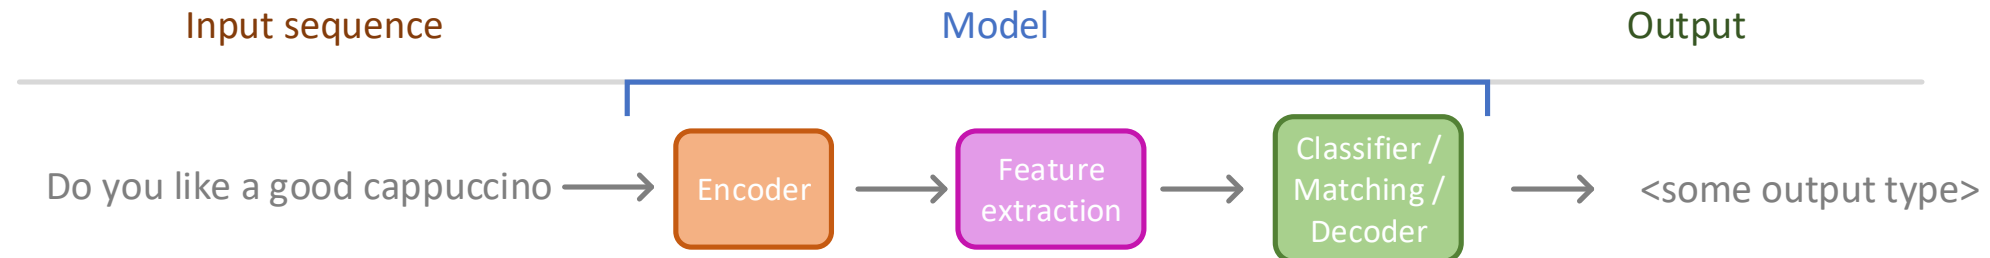 Input sequence
Model
Output
Do you like a good cappuccino
Encoder
Feature
extraction
Classifier /
Matching /
Decoder
<some output type>